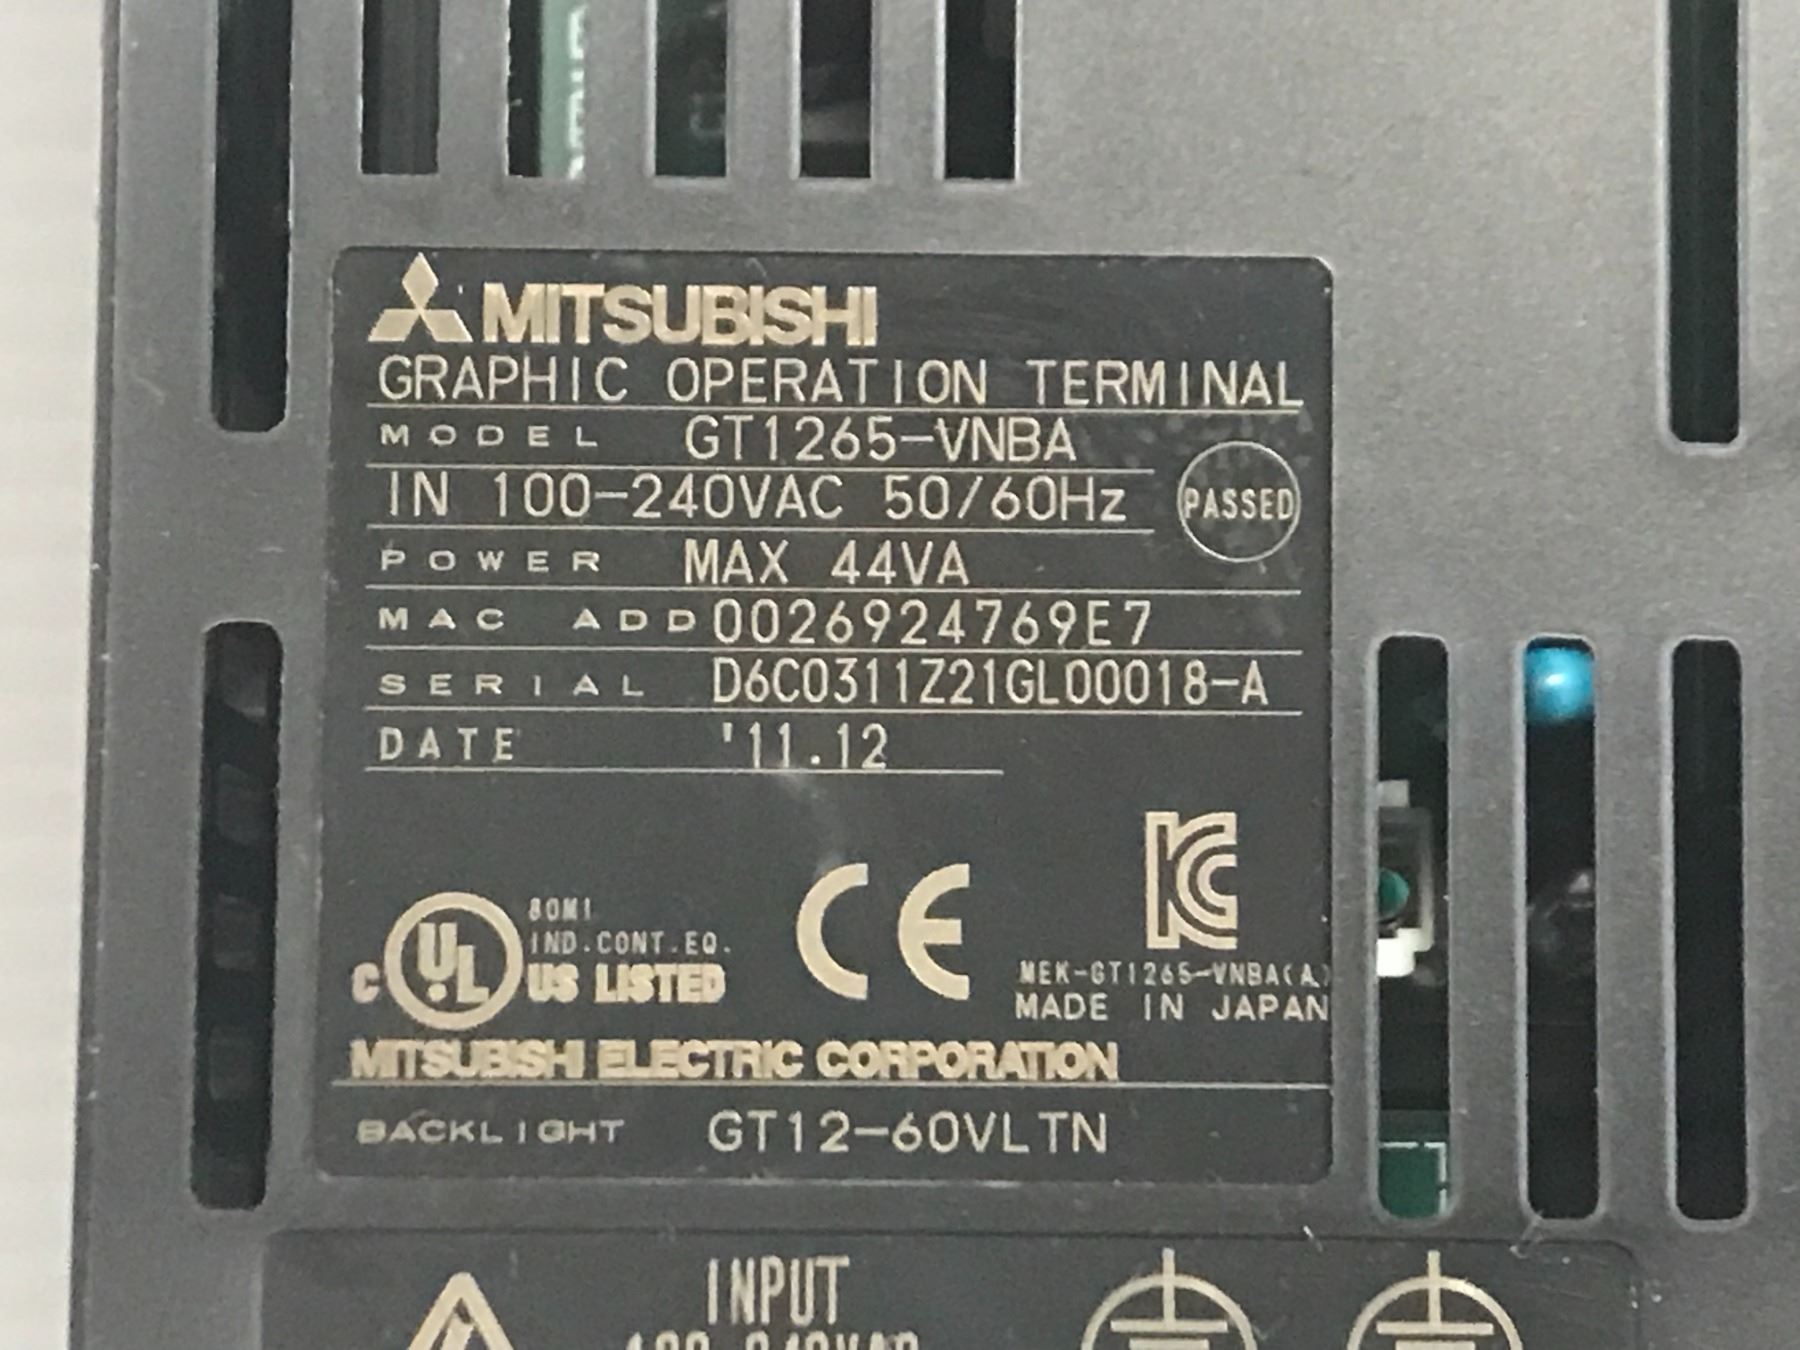 MITSUBISHI
GRAPHIC OPERATION TERMINAL
MODEL GT1265-VNBA
IN 100-240VAC 50/60Hz
PASSED
POWER MAX 44VA
MAC ADD 0026924769E7
SERIAL D6C0311Z21GL00018-A
DATE '11.12
80M1
IND.CONT.EQ.
C UL US LISTED
CE
KC
MEK-GT1265-VNBA(A)
MADE IN JAPAN
MITSUBISHI ELECTRIC CORPORATION
BACKLIGHT GT12-60VLTN
INPUT